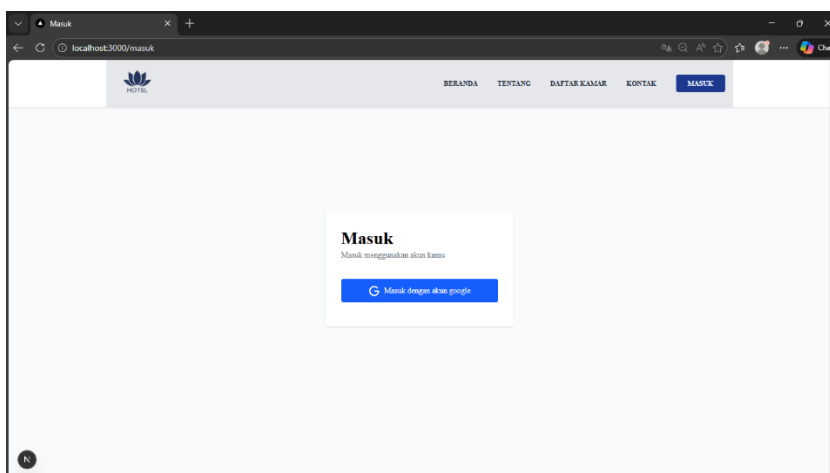 Masuk
localhost:3000/masuk
HOTEL
BERANDA TENTANG DAFTAR KAMAR KONTAK MASUK
Masuk
Masuk menggunakan akun kamu
G Masuk dengan akun google
N